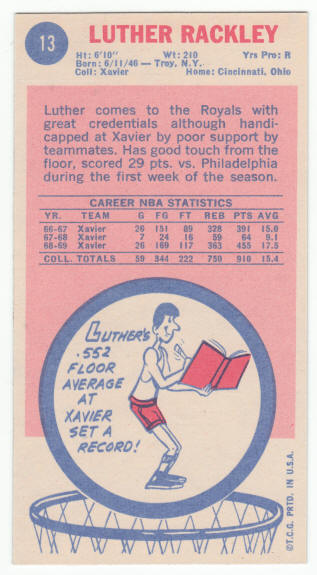 13
LUTHER RACKLEY
Ht: 6'10" Wt: 210 Yrs Pro: R
Born: 6/11/46 — Troy, N.Y.
Coll: Xavier Home: Cincinnati, Ohio
Luther comes to the Royals with
great credentials although handi-
capped at Xavier by poor support by
teammates. Has good touch from the
floor, scored 29 pts. vs. Philadelphia
during the first week of the season.
CAREER NBA STATISTICS
YR. TEAM G FG FT REB PTS AVG
66-67 Xavier 26 151 89 328 391 15.0
67-68 Xavier 7 24 16 59 64 9.1
68-69 Xavier 26 169 117 363 455 17.5
COLL. TOTALS 59 344 222 750 910 15.4
LUTHER'S
.552
FLOOR
AVERAGE
AT
XAVIER
SET A
RECORD!
©T.C.G. PRTD. IN U.S.A.